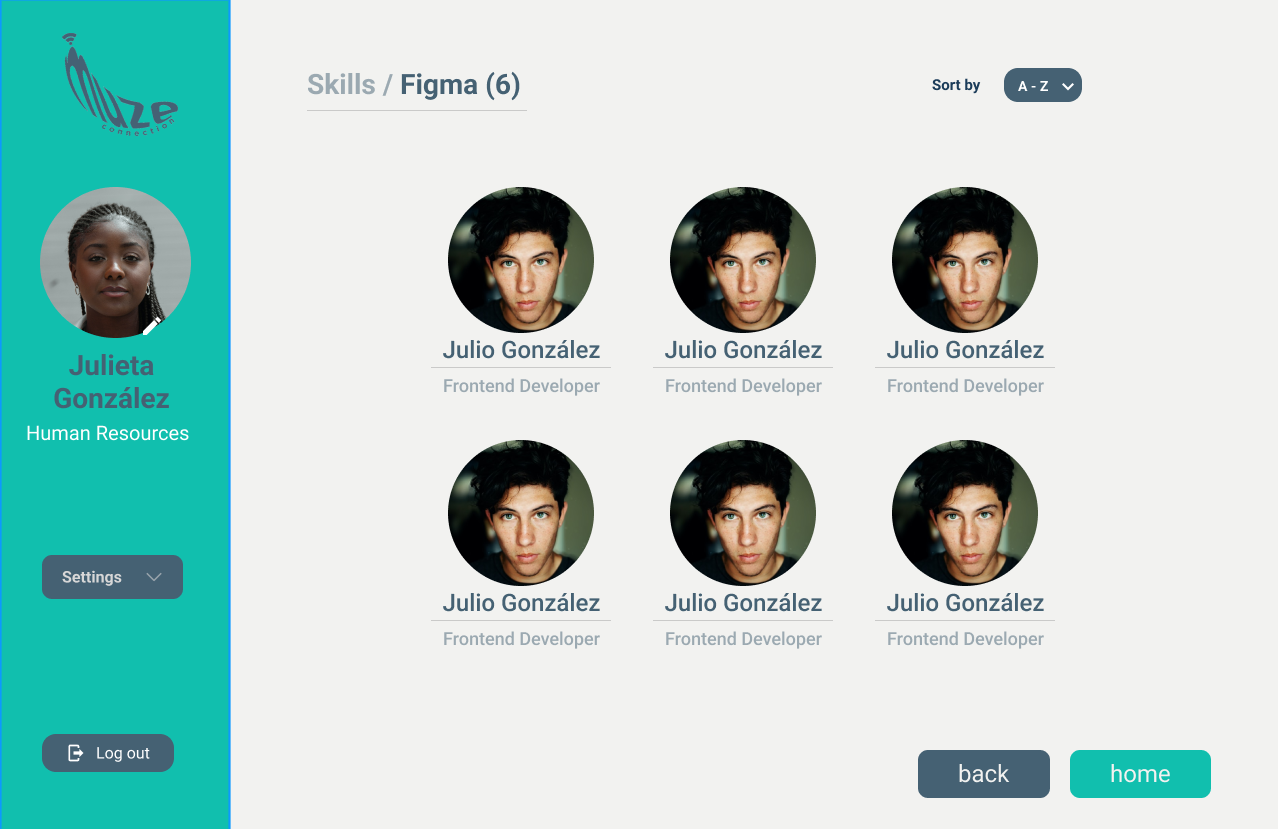 muze
connection
Julieta
González
Human Resources
Settings
Log out
Skills / Figma (6)
Sort by
A - Z
Julio González
Frontend Developer
Julio González
Frontend Developer
Julio González
Frontend Developer
Julio González
Frontend Developer
Julio González
Frontend Developer
Julio González
Frontend Developer
back
home